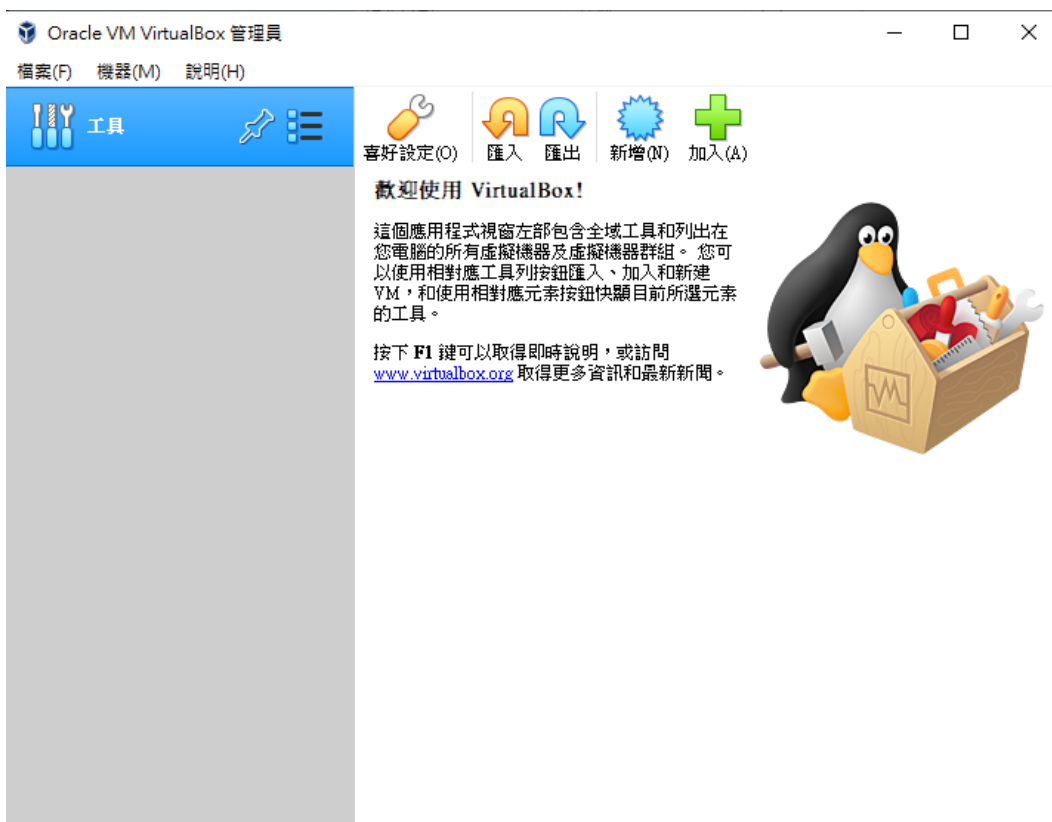 Oracle VM VirtualBox 管理員
檔案(F) 機器(M) 說明(H)
工具
喜好設定(O) 匯入 匯出 新增(N) 加入(A)
歡迎使用 VirtualBox!
這個應用程式視窗左部包含全域工具和列出在
您電腦的所有虛擬機器及虛擬機器群組。 您可
以使用相對應工具列按鈕匯入、加入和新建
VM，和使用相對應元素按鈕快顯目前所選元素
的工具。
按下 F1 鍵可以取得即時說明，或訪問
www.virtualbox.org 取得更多資訊和最新新聞。